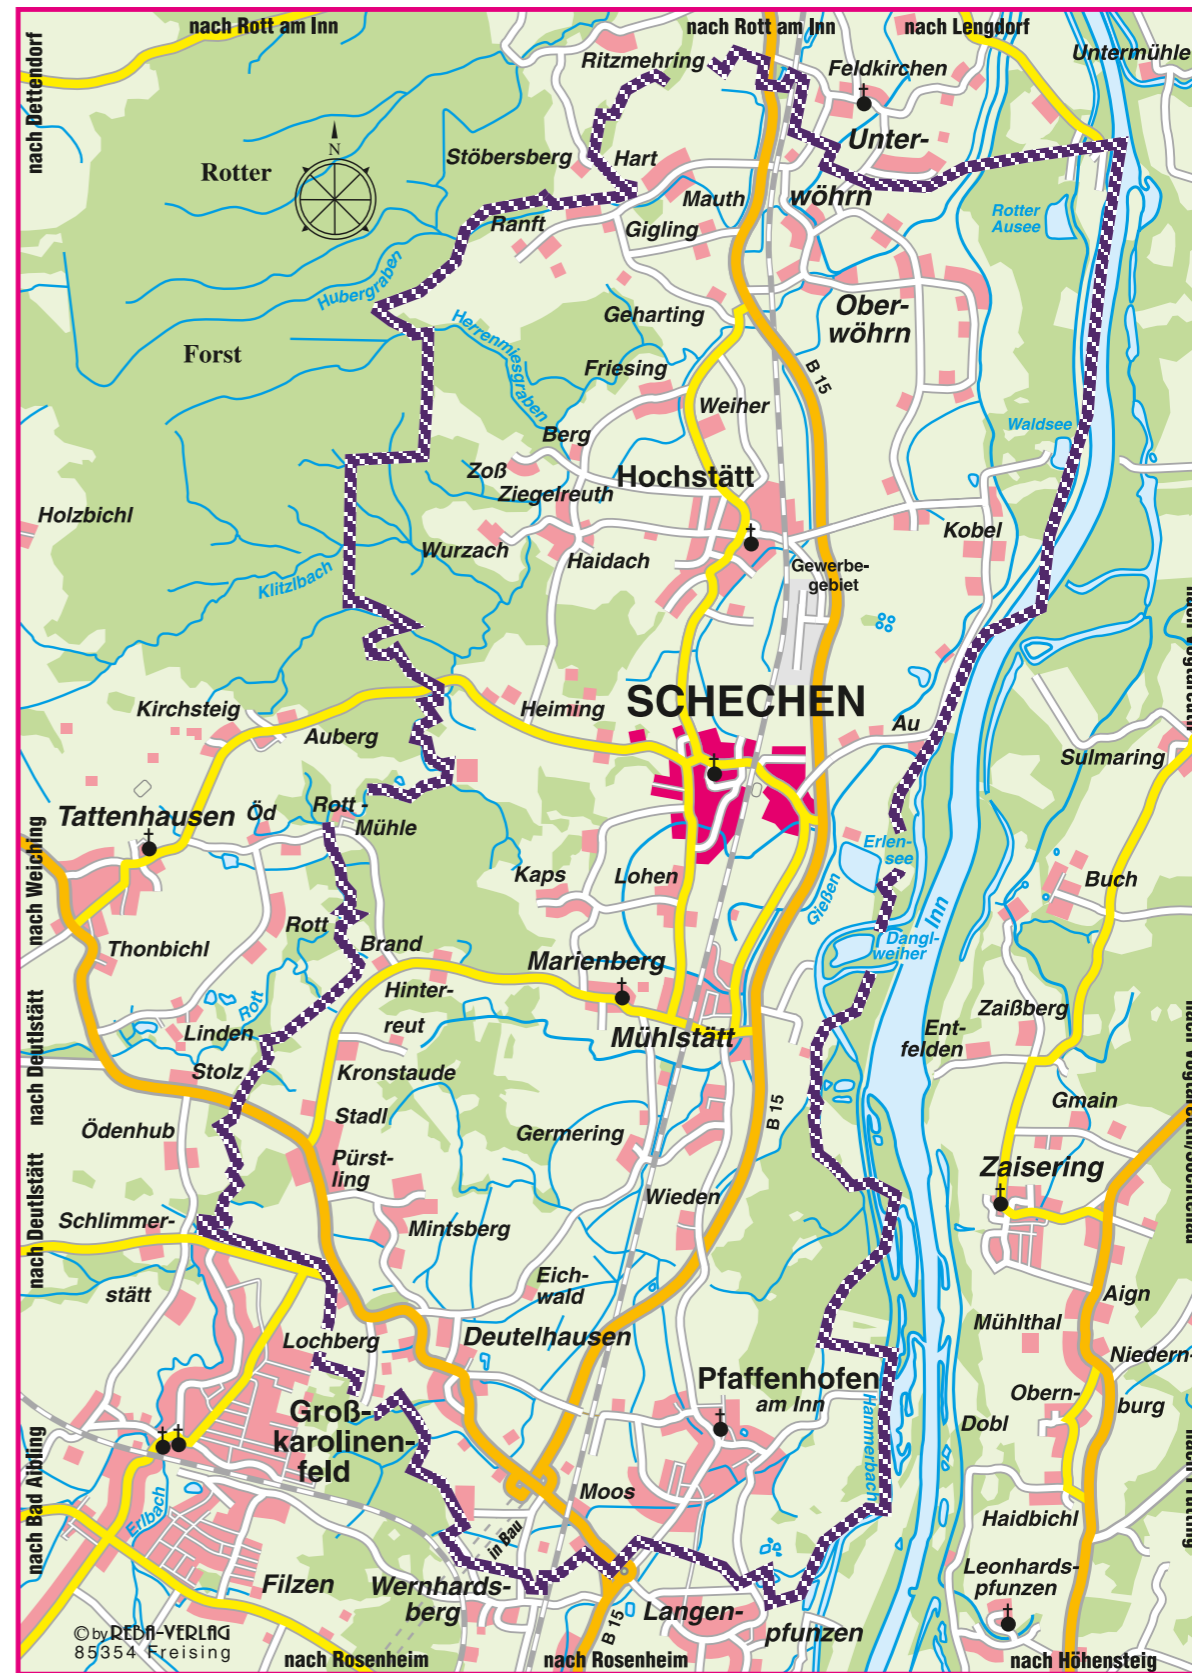 nach Rott am Inn
nach Rott am Inn
nach Lengdorf
nach Dettendorf
Ritzmehring
Feldkirchen
Untermühle
Unter-
wöhrn
Rotter
N
Stöbersberg
Hart
Mauth
Ranft
Gigling
Rotter
Ausee
Hubergraben
Geharting
Ober-
wöhrn
Herrenmiesgraben
Forst
Friesing
B 15
Weiher
Berg
Waldsee
Zoß
Ziegelreuth
Hochstätt
Holzbichl
Wurzach
Haidach
Kobel
Gewerbe-
gebiet
Klitzlbach
Kirchsteig
Auberg
Heiming
SCHECHEN
Au
Sulmaring
Tattenhausen
Öd
Rott -
Mühle
nach Weiching
Kaps
Lohen
Erlen-
see
Gießen
Buch
Inn
Thonbichl
Rott
Brand
Marienberg
Dangl-
weiher
Hinter-
reut
Rott
Linden
Mühlstätt
Zaißberg
Ent-
felden
nach Deutlstätt
Stolz
Kronstaude
Stadl
Ödenhub
Germering
B 15
Gmain
Pürst-
ling
Zaisering
nach Deutlstätt
Schlimmer-
stätt
Mintsberg
Wieden
Eich-
wald
Aign
Lochberg
Deutelhausen
Mühlthal
Niedern-
burg
Pfaffenhofen
am Inn
Obern-
Dobl
Groß-
karolinen-
feld
Hammerbach
nach Bad Aibling
Moos
Erlbach
in Bau
Haidbichl
Filzen
Wernhards-
berg
Leonhards-
pfunzen
B 15
Langen-
pfunzen
© by REBA-VERLAG
85354 Freising
nach Rosenheim
nach Rosenheim
nach Höhensteig